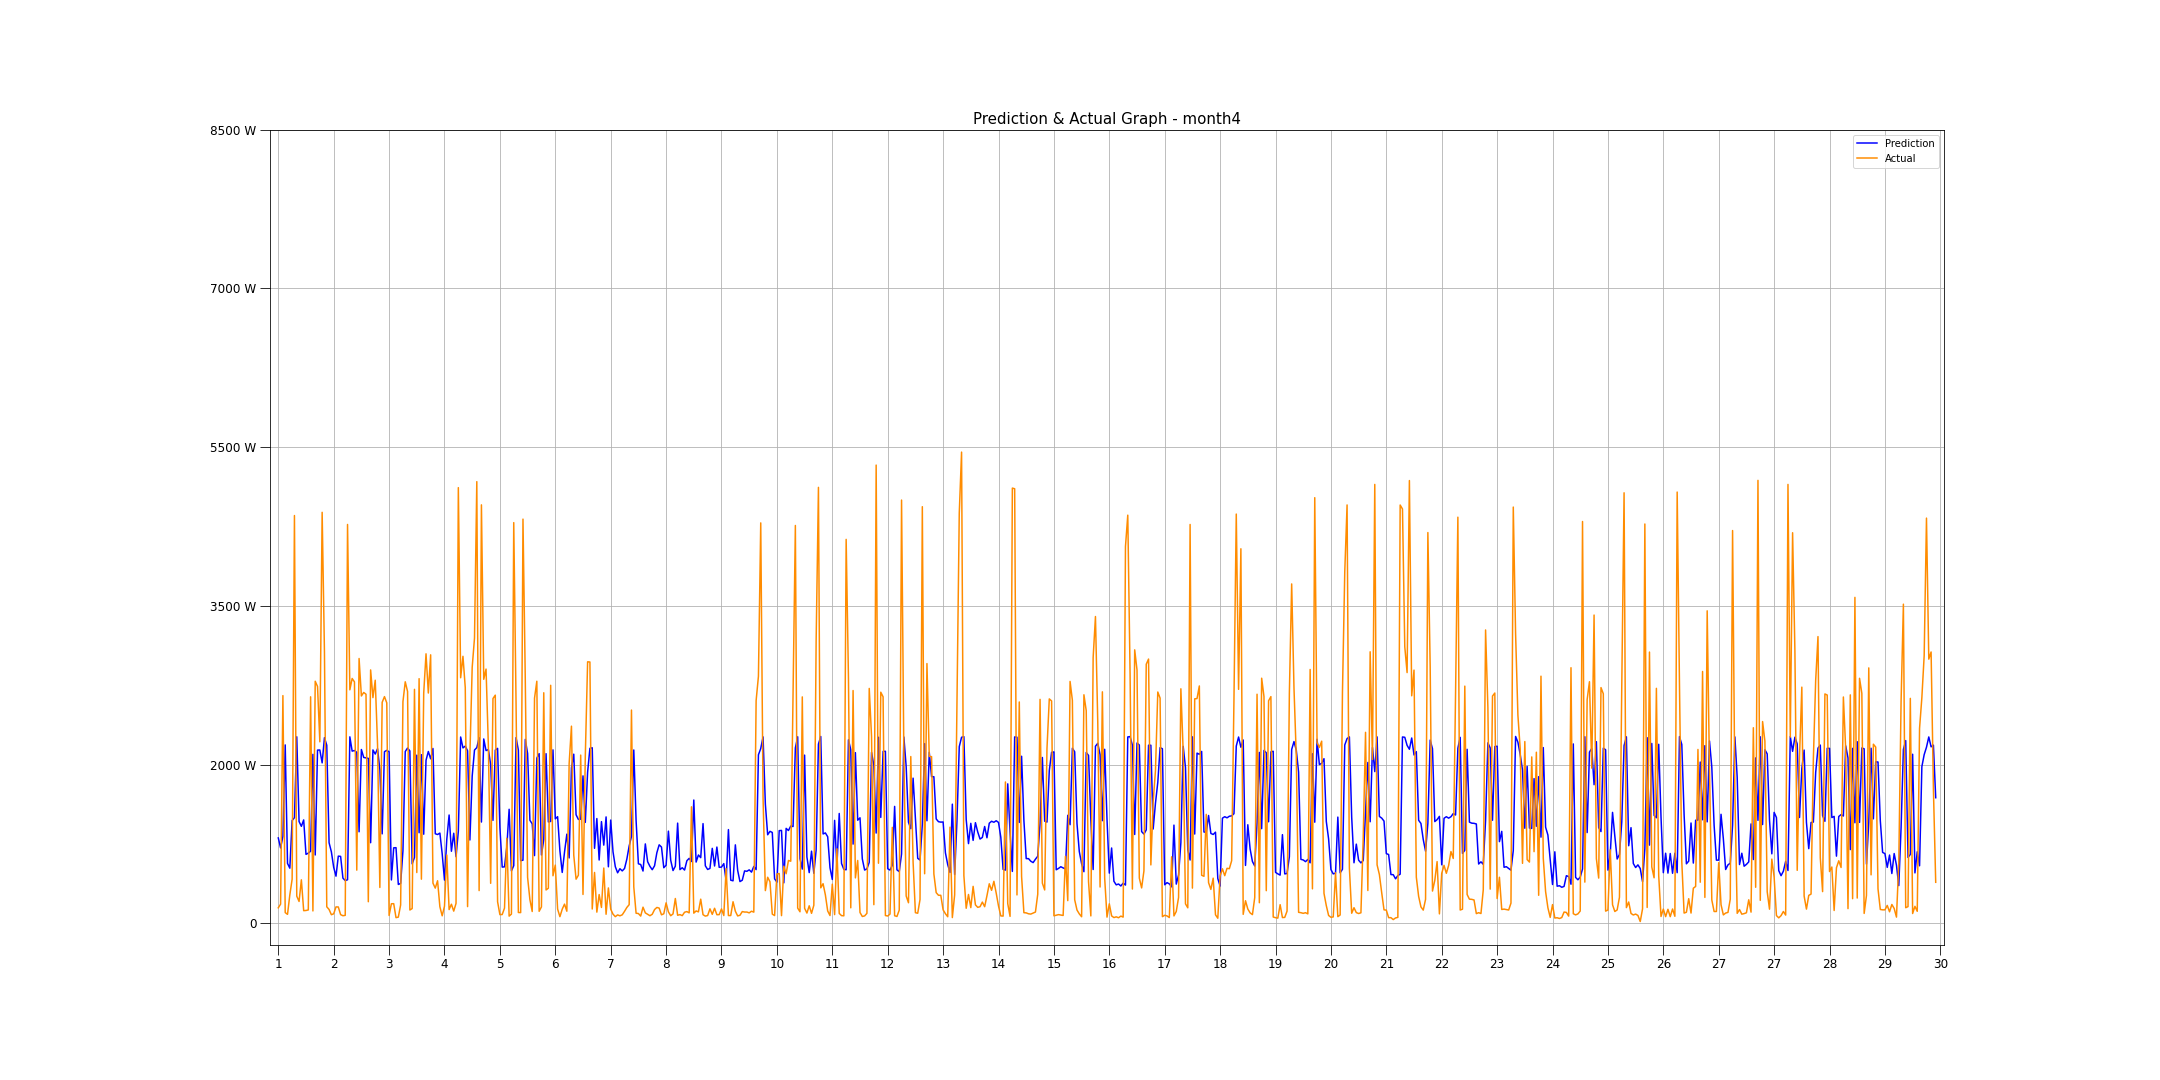 Prediction & Actual Graph - month4
8500 W
7000 W
5500 W
3500 W
2000 W
0
Prediction
Actual
1 2 3 4 5 6 7 8 9 10 11 12 13 14 15 16 17 18 19 20 21 22 23 24 25 26 27 27 28 29 30